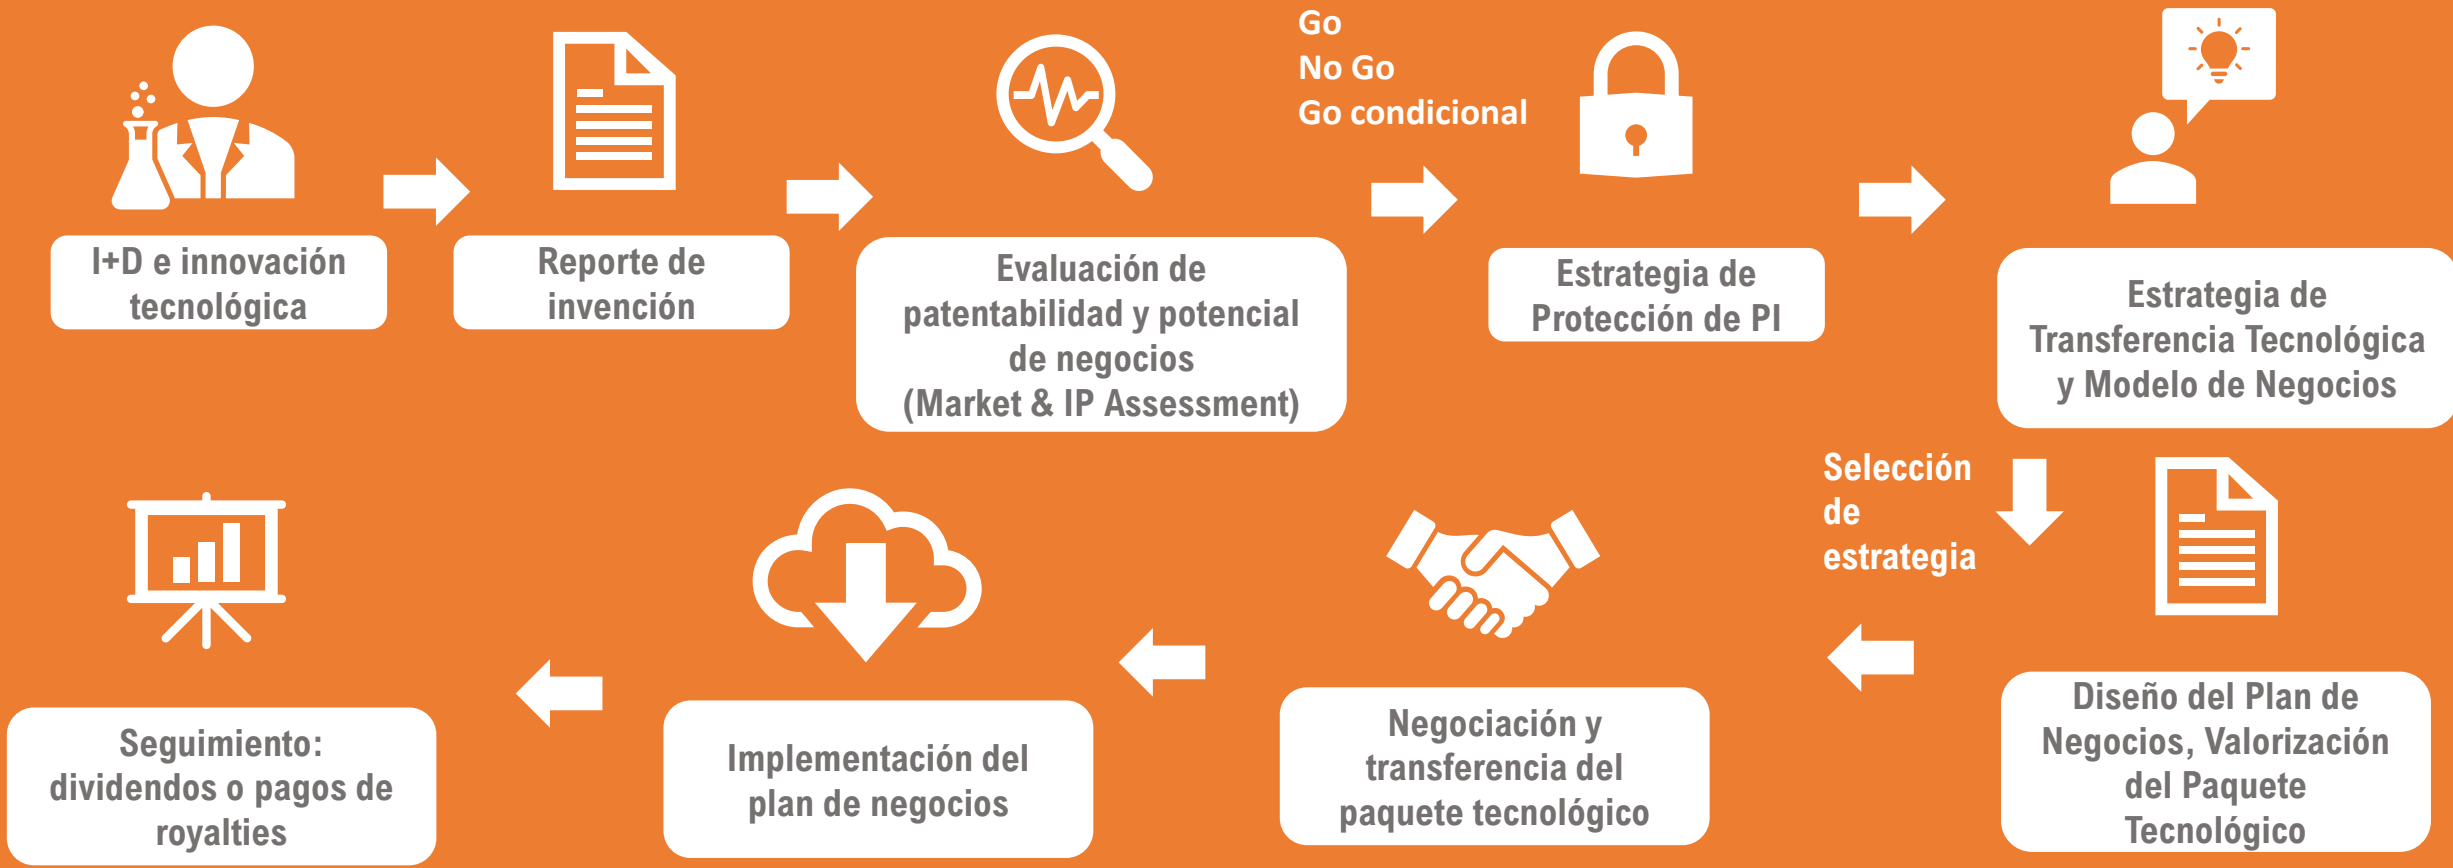 I+D e innovación
tecnológica
Reporte de
invención
Evaluación de
patentabilidad y potencial
de negocios
(Market & IP Assessment)
Go
No Go
Go condicional
Estrategia de
Protección de PI
Estrategia de
Transferencia Tecnológica
y Modelo de Negocios
Selección
de
estrategia
Diseño del Plan de
Negocios, Valorización
del Paquete
Tecnológico
Negociación y
transferencia del
paquete tecnológico
Implementación del
plan de negocios
Seguimiento:
dividendos o pagos de
royalties